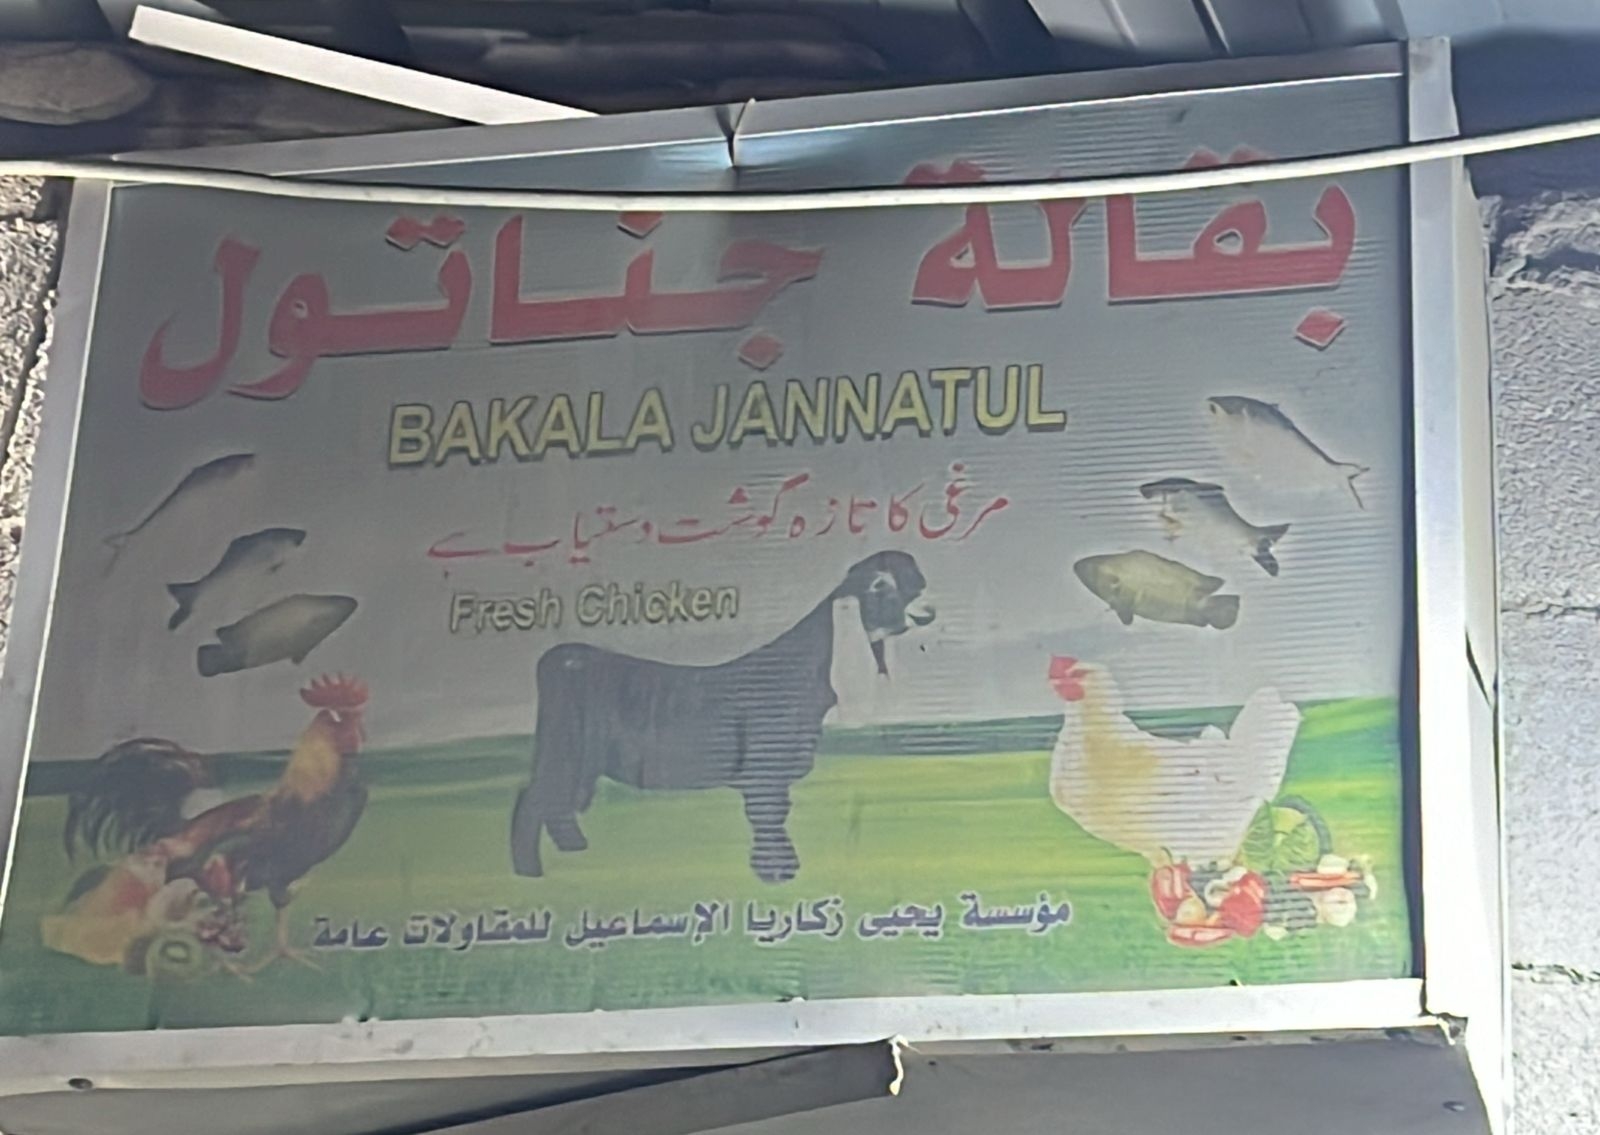 بقالة جناتول
BAKALA JANNATUL
مرغی کا تازہ گوشت دستیاب ہے
Fresh Chicken
مؤسسة يحيى زكاريا الإسماعيل للمقاولات عامة